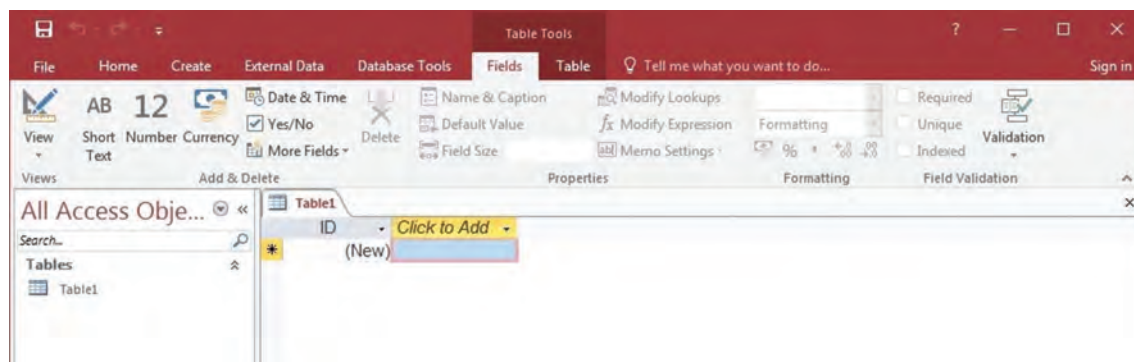 Table Tools
?
File Home Create External Data Database Tools Fields Table Tell me what you want to do... Sign in
AB 12 Date & Time Name & Caption Modify Lookups Required
View Short Text Number Currency Yes/No Delete Default Value fx Modify Expression Formatting Unique Validation
More Fields Field Size ab Memo Settings % Indexed
Views Add & Delete Properties Formatting Field Validation
All Access Obje... « Table1 ×
ID Click to Add
Search... * (New)
Tables
Table1